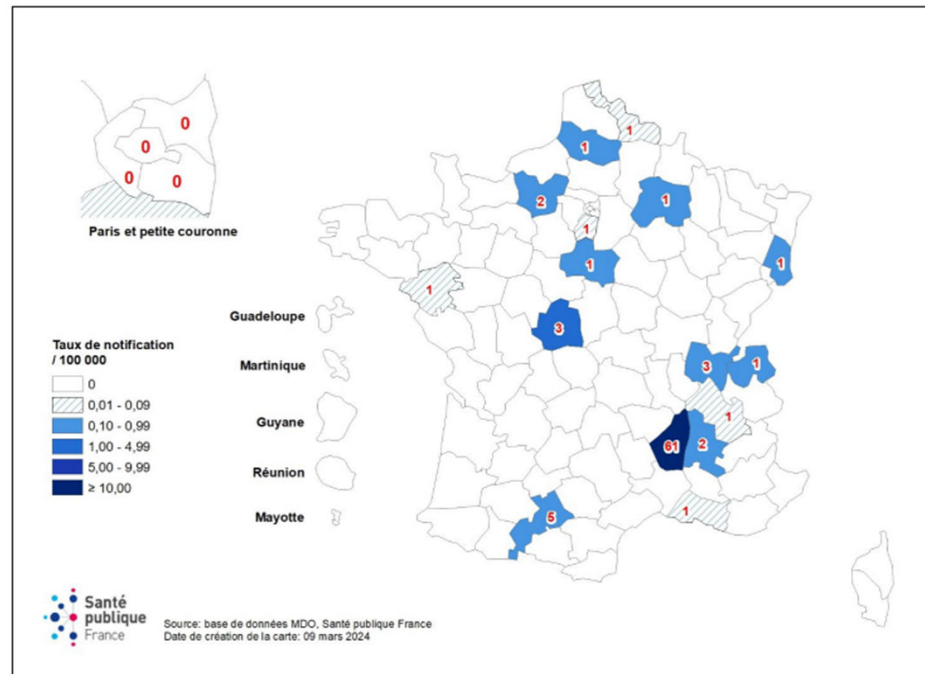 0
0
0
0
Paris et petite couronne
1
1
2
1
1
1
1
1
3
3
1
1
61
2
5
1
Guadeloupe
Martinique
Guyane
Réunion
Mayotte
Taux de notification
/ 100 000
0
0,01 - 0,09
0,10 - 0,99
1,00 - 4,99
5,00 - 9,99
≥ 10,00
Santé
publique
France
Source: base de données MDO, Santé publique France
Date de création de la carte: 09 mars 2024